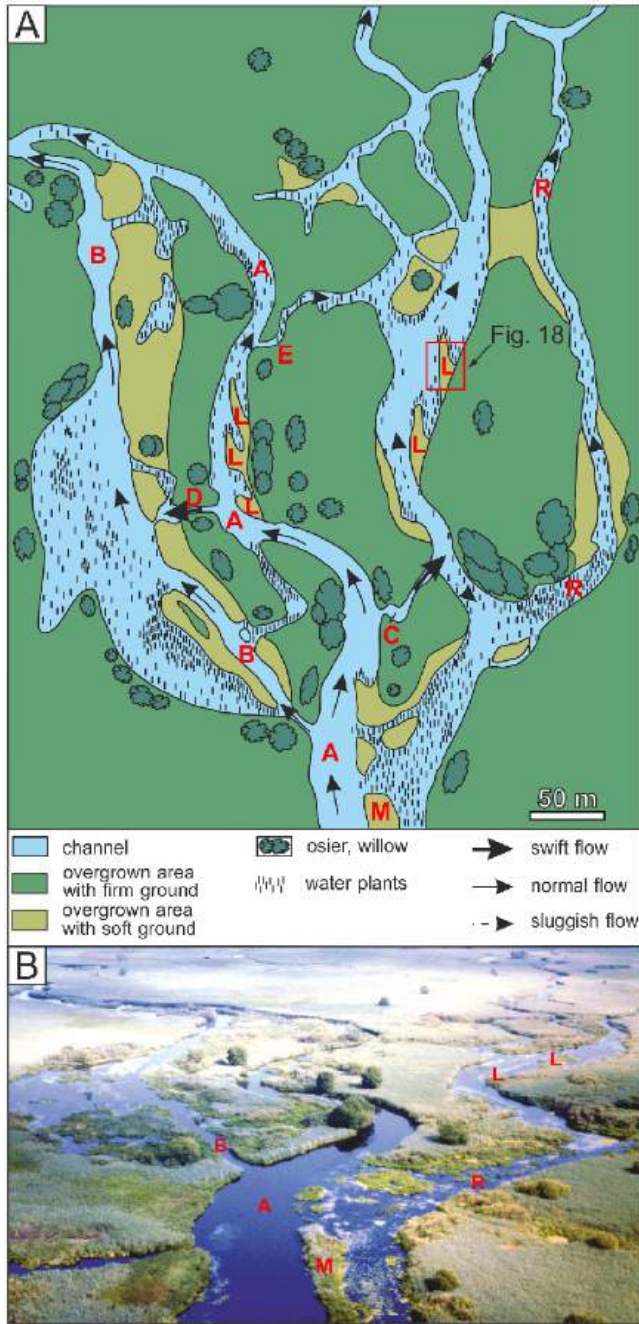 A
R
B
A
E
Fig. 18
L
L
L
L
D
L
A
R
C
B
A
M
50 m
channel
osier, willow
swift flow
overgrown area
with firm ground
water plants
normal flow
overgrown area
with soft ground
sluggish flow
B
L
L
B
R
A
M